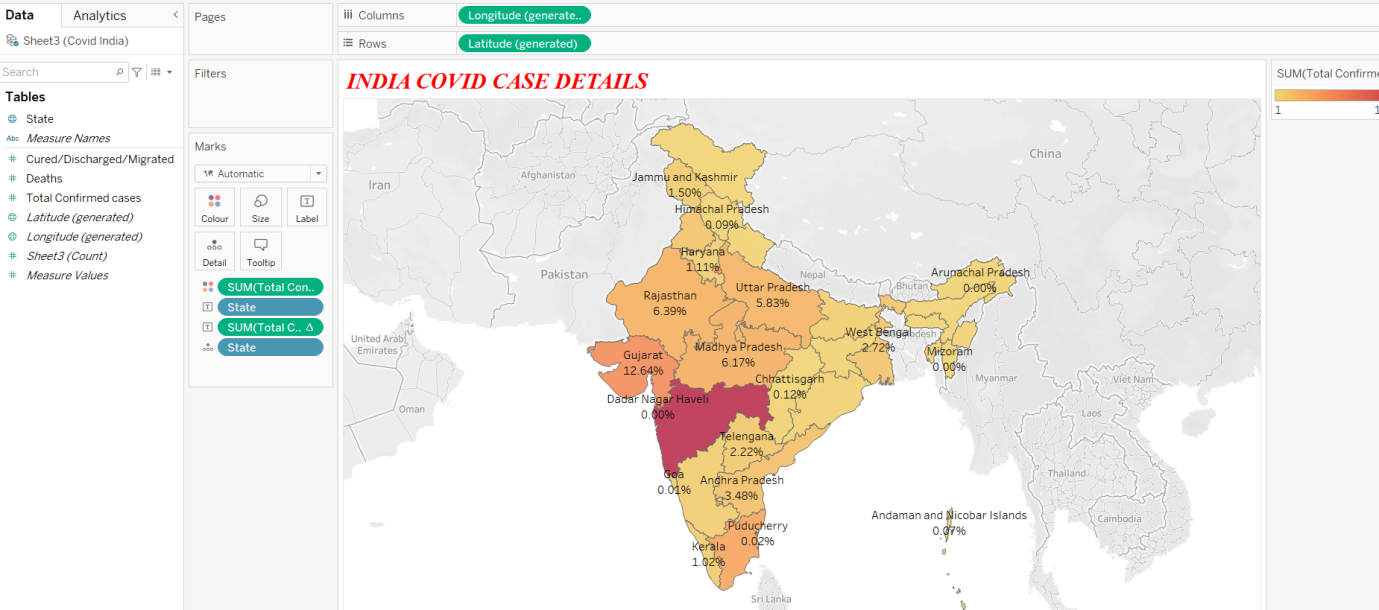 Data
Analytics
Sheet3 (Covid India)
Search
Tables
State
Abc
Measure Names
Cured/Discharged/Migrated
Deaths
Total Confirmed cases
Latitude (generated)
Longitude (generated)
Sheet3 (Count)
Measure Values
Pages
Filters
Marks
Automatic
Colour
Size
Label
Detail
Tooltip
SUM(Total Con..
State
SUM(Total C.. Δ
State
Columns
Longitude (generate..
Rows
Latitude (generated)
INDIA COVID CASE DETAILS
Iran
Afghanistan
China
Jammu and Kashmir
1.50%
Himachal Pradesh
0.09%
Haryana
1.11%
Pakistan
Nepal
Bhutan
Arunachal Pradesh
0.00%
Rajasthan
6.39%
Uttar Pradesh
5.83%
United Arab
Emirates
West Bengal
2.72%
Mizoram
0.00%
Gujarat
12.64%
Madhya Pradesh
6.17%
Chhattisgarh
0.12%
Myanmar
Viet Nam
Oman
Dadar Nagar Haveli
0.00%
Laos
Telengana
2.22%
Goa
0.01%
Andhra Pradesh
3.48%
Thailand
Andaman and Nicobar Islands
0.07%
Cambodia
Puducherry
0.02%
Kerala
1.02%
Sri Lanka
SUM(Total Confirme
1
1